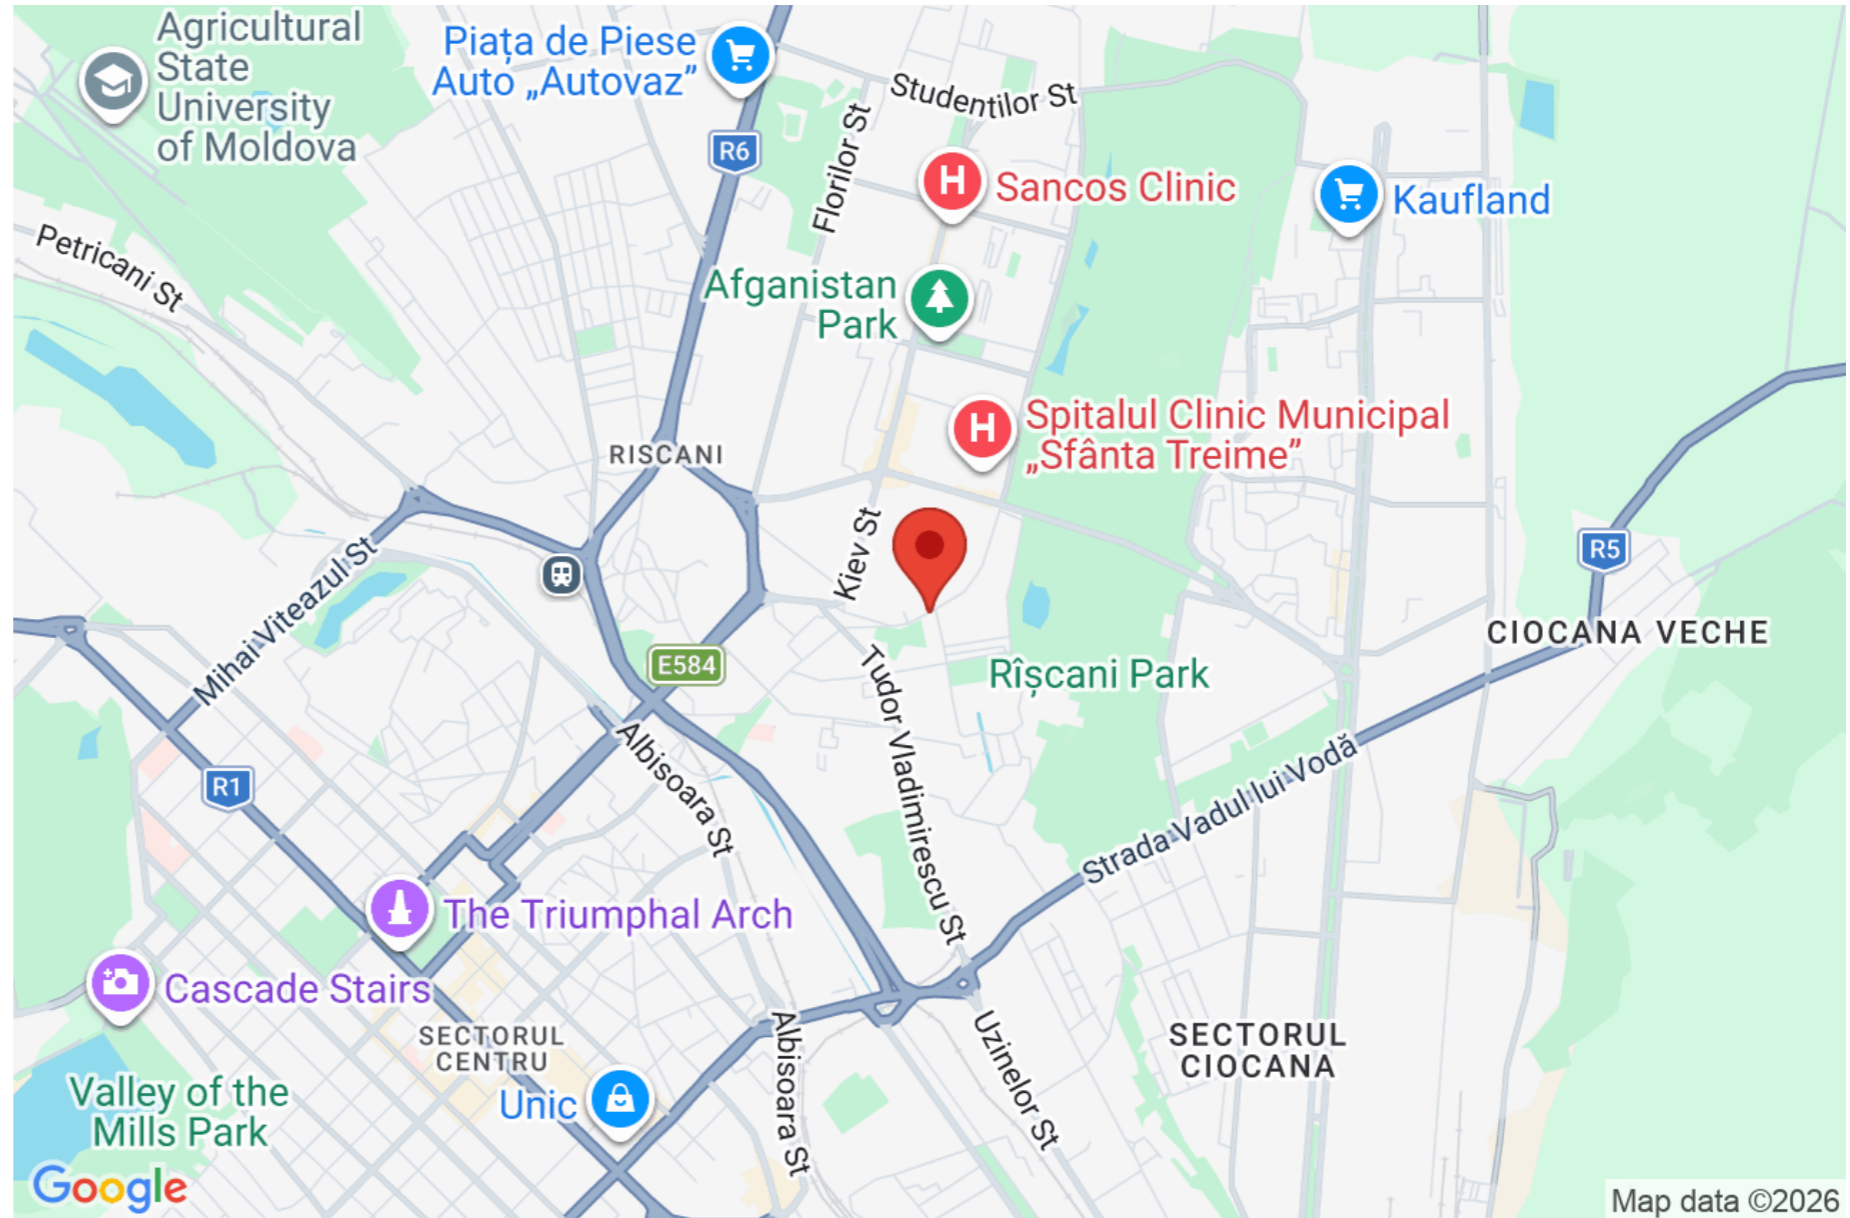 Agricultural
State
University
of Moldova
Piața de Piese
Auto „Autovaz”
Studentilor St
R6
Florilor St
H
Sancos Clinic
Kaufland
Petricani St
Afganistan
Park
H
Spitalul Clinic Municipal
„Sfânta Treime”
RISCANI
Kiev St
R5
Mihai Viteazul St
CIOCANA VECHE
E584
Rîșcani Park
Tudor Vladimirescu St
Albisoara St
R1
Strada Vadul lui Vodă
The Triumphal Arch
Cascade Stairs
SECTORUL
CENTRU
Albisoara St
Uzinelor St
SECTORUL
CIOCANA
Valley of the
Mills Park
Unic
Google
Map data ©2026